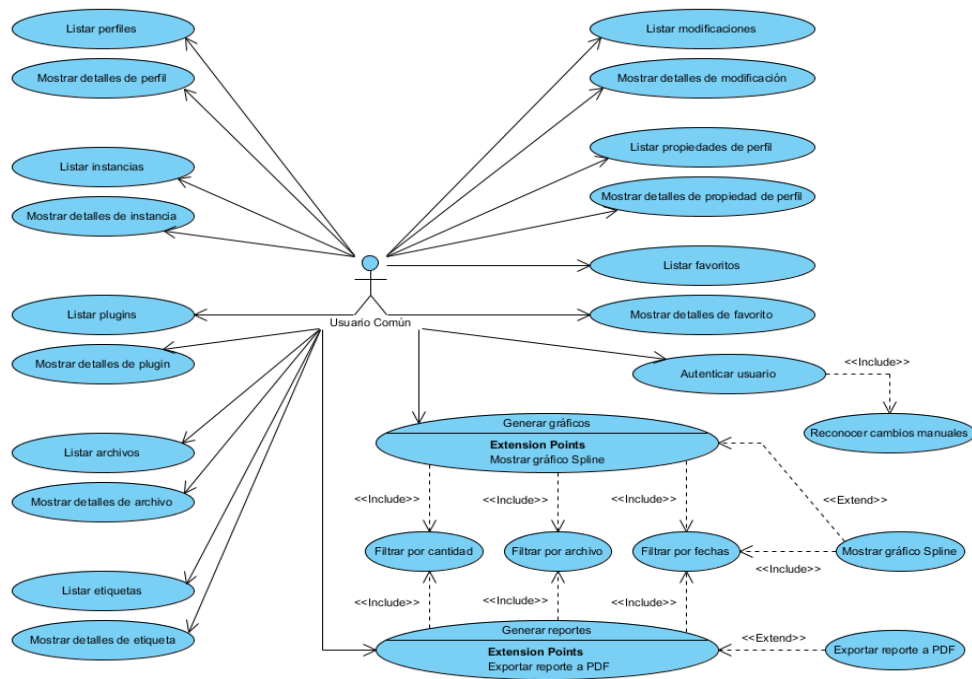 Listar perfiles
Listar modificaciones
Mostrar detalles de perfil
Mostrar detalles de modificación
Listar propiedades de perfil
Listar instancias
Mostrar detalles de propiedad de perfil
Mostrar detalles de instancia
Listar favoritos
Listar plugins
Mostrar detalles de favorito
Usuario Común
Mostrar detalles de plugin
<<Include>>
Autenticar usuario
Generar gráficos
Reconocer cambios manuales
Extension Points
Mostrar gráfico Spline
Listar archivos
<<Include>>
<<Include>>
<<Include>>
Mostrar detalles de archivo
<<Extend>>
Filtrar por cantidad
Filtrar por archivo
Filtrar por fechas
Mostrar gráfico Spline
<<Include>>
Listar etiquetas
<<Include>>
<<Include>>
<<Include>>
Generar reportes
Mostrar detalles de etiqueta
<<Extend>>
Extension Points
Exportar reporte a PDF
Exportar reporte a PDF